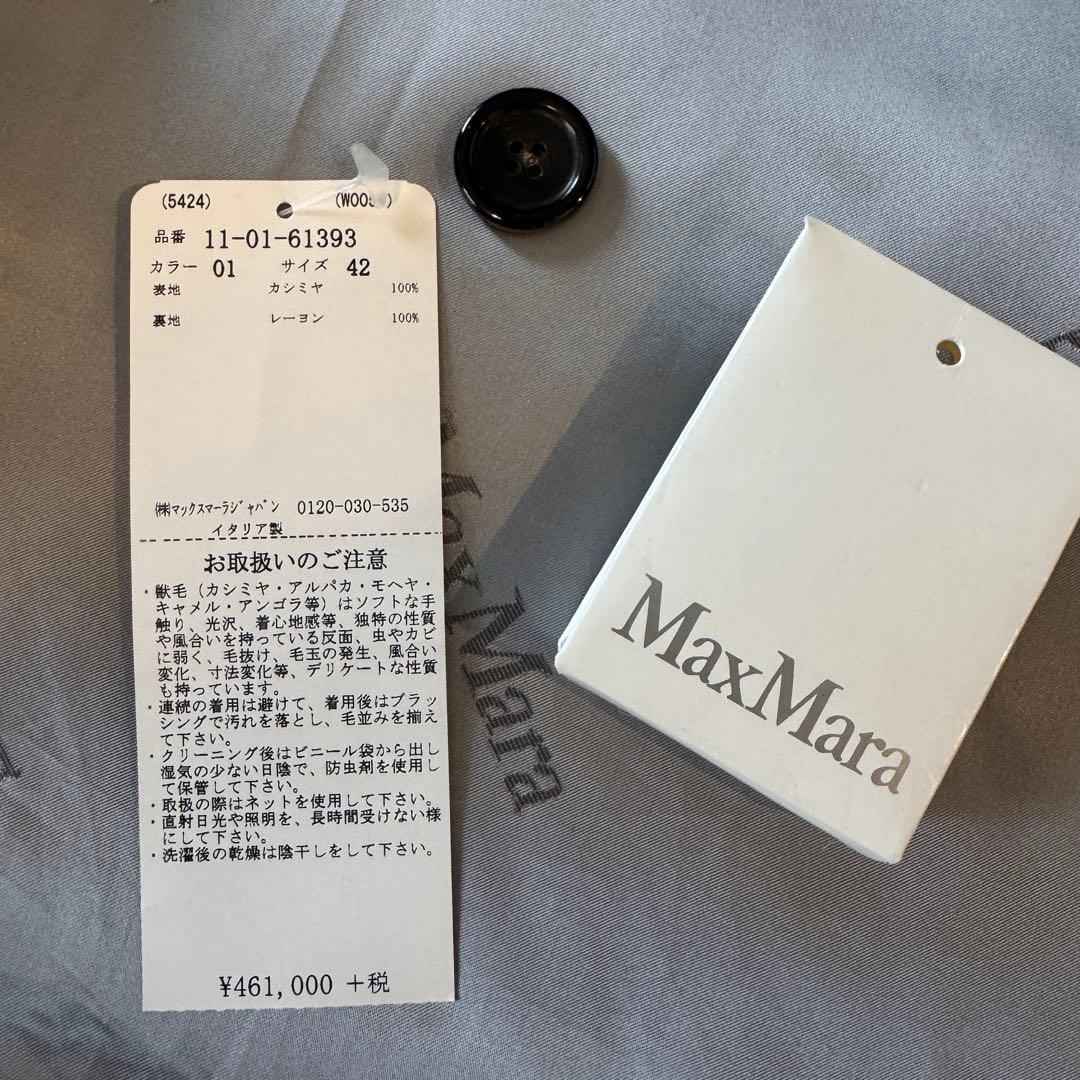 (5424)
品番 11-01-61393
カラー 01 サイズ 42
表地 カシミヤ 100%
裏地 レーヨン 100%
㈱マックスマーラジャパン 0120-030-535
イタリア製
お取扱いのご注意
・獣毛（カシミヤ・アルパカ・モヘヤ・
キャメル・アンゴラ等）はソフトな手
触り、光沢、着心地感等、独特の性質
や風合いを持っている反面、虫やカビ
に弱く、毛抜け、毛玉の発生、風合い
変化、寸法変化等、デリケートな性質
も持っています。
・連続の着用は避けて、着用後はブラッ
シングで汚れを落とし、毛並みを揃え
て下さい。
・クリーニング後はビニール袋から出し
湿気の少ない日陰で、防虫剤を使用し
て保管して下さい。
・取扱の際はネットを使用して下さい。
・直射日光や照明を、長時間受けない様
にして下さい。
・洗濯後の乾燥は陰干しをして下さい。
¥461,000 +税
MaxMara
MaxMara